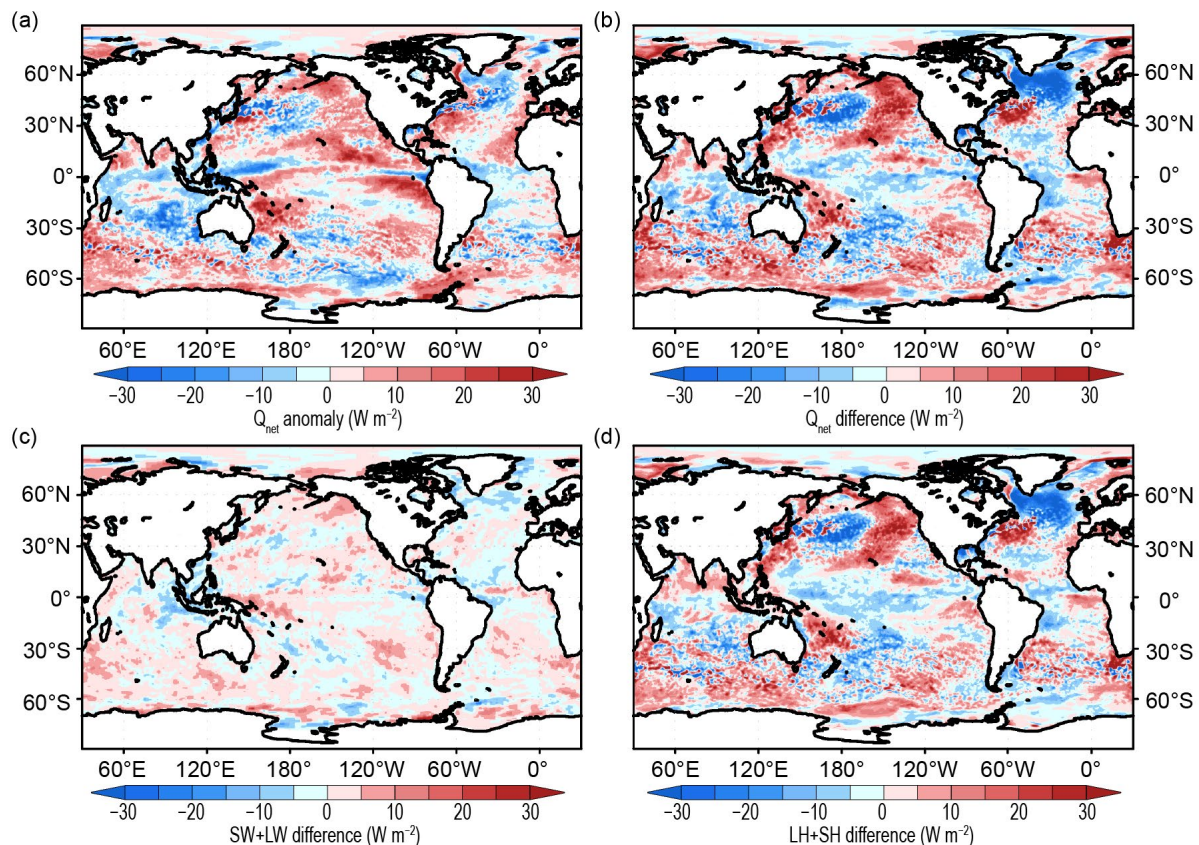 (a)
(b)
60°N
30°N
0°
30°S
60°S
60°N
30°N
0°
30°S
60°S
60°E 120°E 180° 120°W 60°W 0°
60°E 120°E 180° 120°W 60°W 0°
−30 −20 −10 0 10 20 30
−30 −20 −10 0 10 20 30
Qnet anomaly (W m−2)
Qnet difference (W m−2)
(c)
(d)
60°N
30°N
0°
30°S
60°S
60°N
30°N
0°
30°S
60°S
60°E 120°E 180° 120°W 60°W 0°
60°E 120°E 180° 120°W 60°W 0°
−30 −20 −10 0 10 20 30
−30 −20 −10 0 10 20 30
SW+LW difference (W m−2)
LH+SH difference (W m−2)